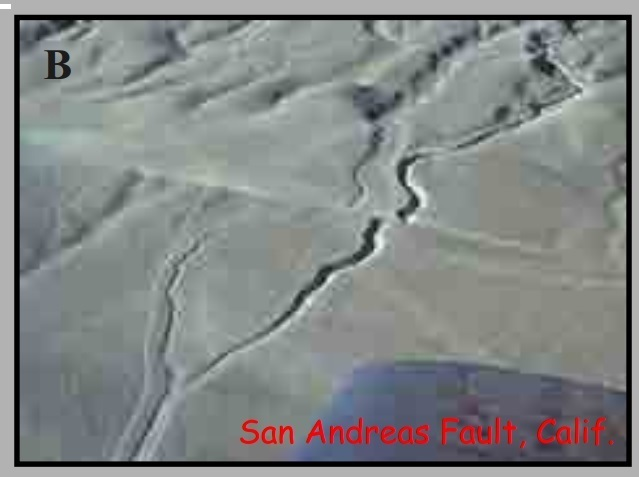 B
San Andreas Fault, Calif.